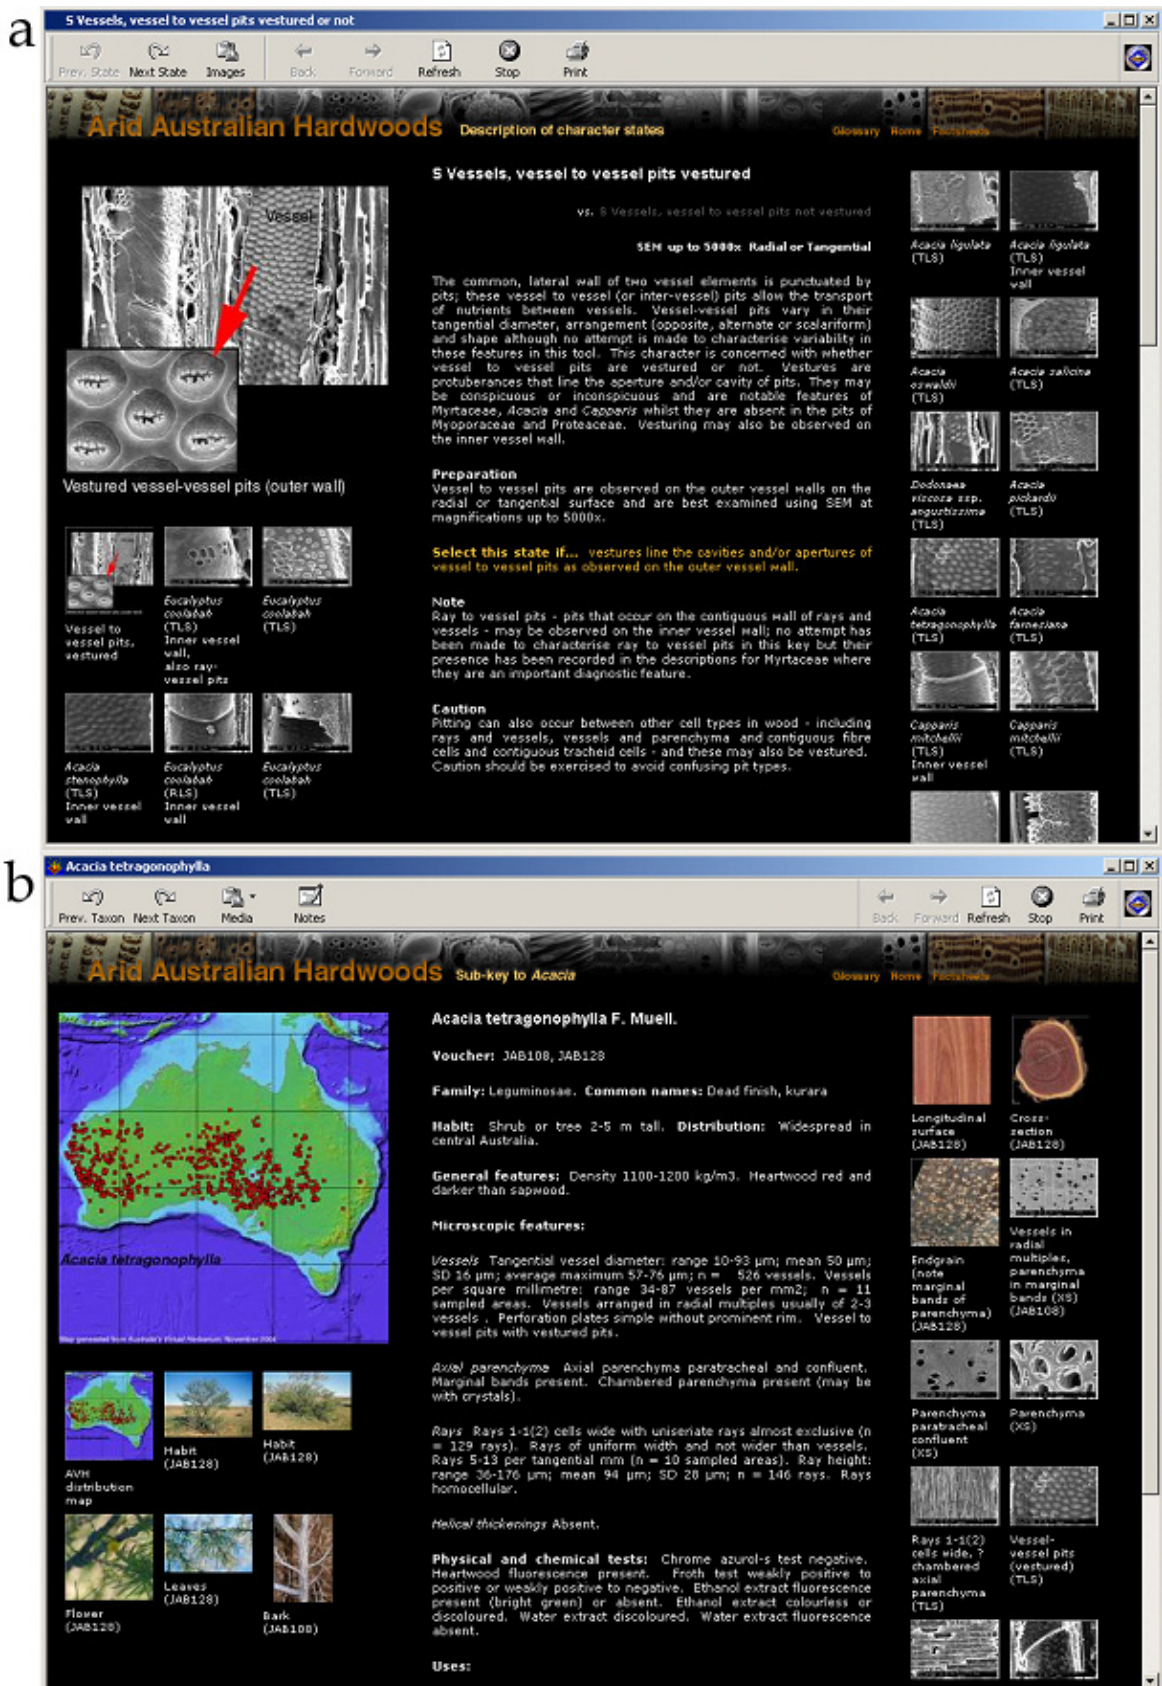 a
S Vessels, vessel to vessel pits vestured or not
Prev. State Next State Images Back Forward Refresh Stop Print
Arid Australian Hardwoods Description of character states Glossary Home Factsheets
Vessel
Vestured vessel-vessel pits (outer wall)
Vessel to
vessel pits,
vestured
Eucalyptus
coolabah
(TLS)
Inner vessel
wall,
also ray-
vessel pits
Eucalyptus
coolabah
(TLS)
Acacia
stenophylla
(TLS)
Inner vessel
wall
Eucalyptus
coolabah
(RLS)
Inner vessel
wall
Eucalyptus
coolabah
(TLS)
S Vessels, vessel to vessel pits vestured
vs. S Vessels, vessel to vessel pits not vestured
SEM up to 5000x Radial or Tangential
The common, lateral wall of two vessel elements is punctuated by
pits; these vessel to vessel (or inter-vessel) pits allow the transport
of nutrients between vessels. Vessel-vessel pits vary in their
tangential diameter, arrangement (opposite, alternate or scalariform)
and shape although no attempt is made to characterise variability in
these features in this tool. This character is concerned with whether
vessel to vessel pits are vestured or not. Vestures are
protuberances that line the aperture and/or cavity of pits. They may
be conspicuous or inconspicuous and are notable features of
Myrtaceae, Acacia and Capparis whilst they are absent in the pits of
Myoporaceae and Proteaceae. Vesturing may also be observed on
the inner vessel wall.
Preparation
Vessel to vessel pits are observed on the outer vessel walls on the
radial or tangential surface and are best examined using SEM at
magnifications up to 5000x.
Select this state if... vestures line the cavities and/or apertures of
vessel to vessel pits as observed on the outer vessel wall.
Note
Ray to vessel pits - pits that occur on the contiguous wall of rays and
vessels - may be observed on the inner vessel wall; no attempt has
been made to characterise ray to vessel pits in this key but their
presence has been recorded in the descriptions for Myrtaceae where
they are an important diagnostic feature.
Caution
Pitting can also occur between other cell types in wood - including
rays and vessels, vessels and parenchyma and contiguous fibre
cells and contiguous tracheid cells - and these may also be vestured.
Caution should be exercised to avoid confusing pit types.
Acacia ligulata
(TLS)
Acacia ligulata
(TLS)
Inner vessel
wall
Acacia
oswaldii
(TLS)
Acacia salicina
(TLS)
Dodonaea
viscosa ssp.
angustissima
(TLS)
Acacia
pickardii
(TLS)
Acacia
tetragonophylla
(TLS)
Acacia
farnesiana
(TLS)
Capparis
mitchellii
(TLS)
Inner vessel
wall
Capparis
mitchellii
(TLS)
b
Acacia tetragonophylla
Prev. Taxon Next Taxon Media Notes Back Forward Refresh Stop Print
Arid Australian Hardwoods Sub-key to Acacia Glossary Home Factsheets
Acacia tetragonophylla
Map generated from Australia's Virtual Herbarium, November 2004
AVH
distribution
map
Habit
(JAB128)
Habit
(JAB128)
Flower
(JAB128)
Leaves
(JAB128)
Bark
(JAB108)
Acacia tetragonophylla F. Muell.
Voucher: JAB108, JAB128
Family: Leguminosae. Common names: Dead finish, kurara
Habit: Shrub or tree 2-5 m tall. Distribution: Widespread in
central Australia.
General features: Density 1100-1200 kg/m3. Heartwood red and
darker than sapwood.
Microscopic features:
Vessels Tangential vessel diameter: range 10-93 µm; mean 50 µm;
SD 16 µm; average maximum 57-76 µm; n = 526 vessels. Vessels
per square millimetre: range 34-87 vessels per mm2; n = 11
sampled areas. Vessels arranged in radial multiples usually of 2-3
vessels . Perforation plates simple without prominent rim. Vessel to
vessel pits with vestured pits.
Axial parenchyma Axial parenchyma paratracheal and confluent.
Marginal bands present. Chambered parenchyma present (may be
with crystals).
Rays Rays 1-1(2) cells wide with uniseriate rays almost exclusive (n
= 129 rays). Rays of uniform width and not wider than vessels.
Rays 5-13 per tangential mm (n = 10 sampled areas). Ray height:
range 36-176 µm; mean 94 µm; SD 28 µm; n = 146 rays. Rays
homocellular.
Helical thickenings Absent.
Physical and chemical tests: Chrome azurol-s test negative.
Heartwood fluorescence present. Froth test weakly positive to
positive or weakly positive to negative. Ethanol extract fluorescence
present (bright green) or absent. Ethanol extract colourless or
discoloured. Water extract discoloured. Water extract fluorescence
absent.
Uses:
Longitudinal
surface
(JAB128)
Cross-
section
(JAB128)
Endgrain
(note
marginal
bands of
parenchyma)
(JAB128)
Vessels in
radial
multiples,
parenchyma
in marginal
bands (XS)
(JAB108)
Parenchyma
paratracheal
confluent
(XS)
Parenchyma
(XS)
Rays 1-1(2)
cells wide, ?
chambered
axial
parenchyma
(TLS)
Vessel-
vessel pits
(vestured)
(TLS)